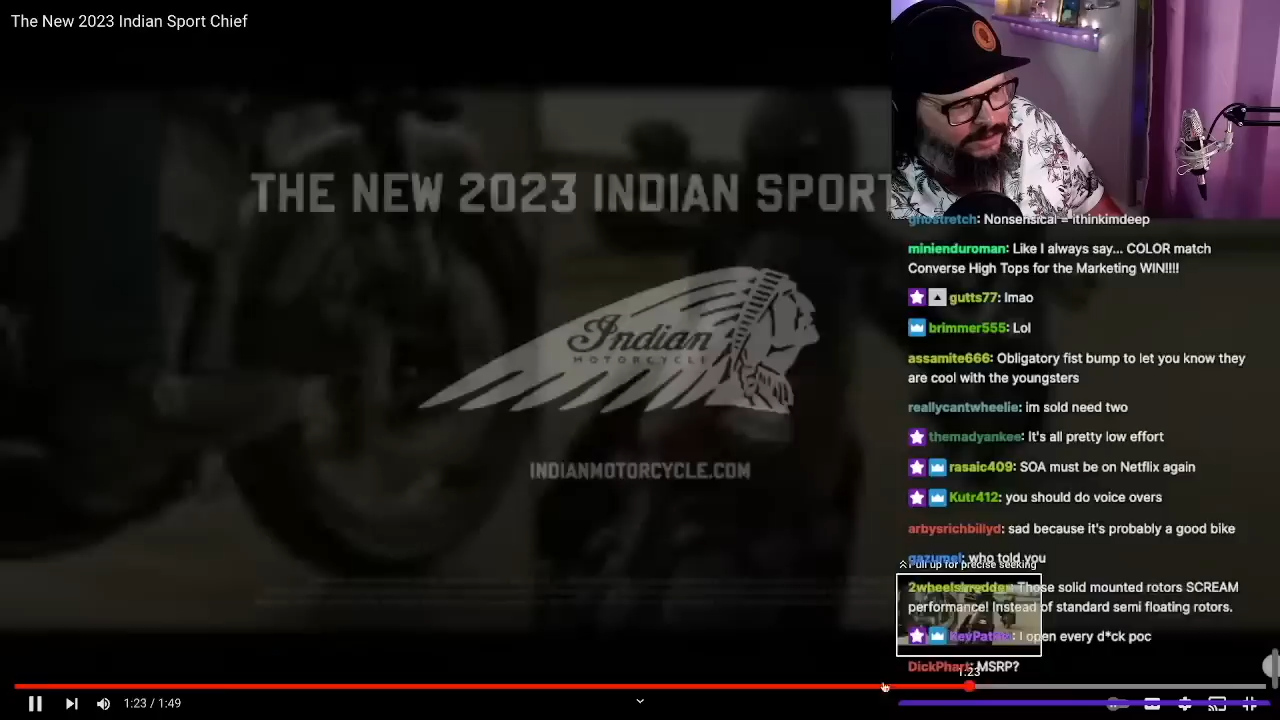 The New 2023 Indian Sport Chief
THE NEW 2023 INDIAN SPORT
Indian
MOTORCYCLE
INDIANMOTORCYCLE.COM
ghostretch: Nonsensical = ithinkimdeep
minienduroman: Like I always say... COLOR match
Converse High Tops for the Marketing WIN!!!!
gutts77: lmao
brimmer555: Lol
assamite666: Obligatory fist bump to let you know they
are cool with the youngsters
reallycantwheelie: im sold need two
themadyankee: It's all pretty low effort
rasaic409: SOA must be on Netflix again
Kutr412: you should do voice overs
arbysrichbillyd: sad because it's probably a good bike
gazumel: who told you
Pull up for precise seeking
2wheelshredder: Those solid mounted rotors SCREAM
performance! Instead of standard semi floating rotors.
I open every d*ck poc
DickPhart: MSRP?
1:23
1:23 / 1:49